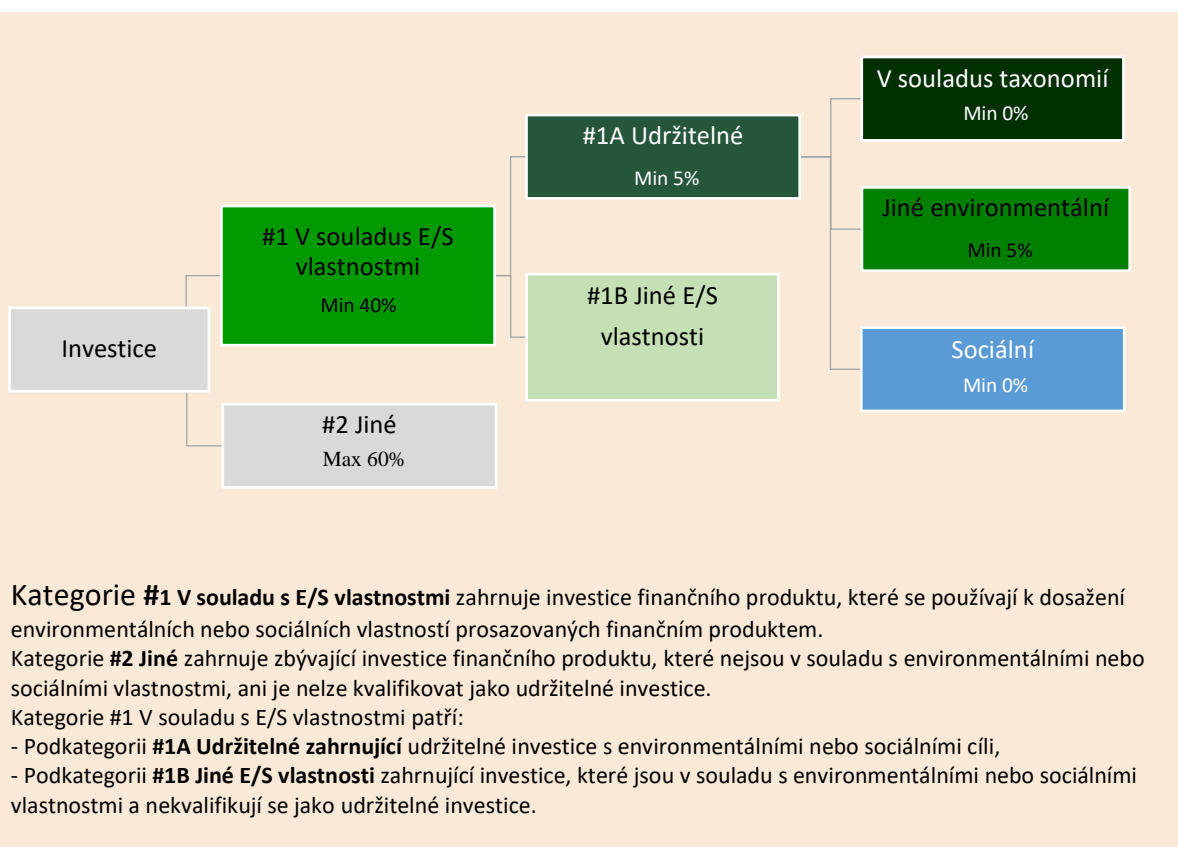 V souladus taxonomií
Min 0%
#1A Udržitelné
Min 5%
Jiné environmentální
Min 5%
#1 V souladus E/S
vlastnostmi
Min 40%
#1B Jiné E/S
vlastnosti
Investice
Sociální
Min 0%
#2 Jiné
Max 60%
Kategorie #1 V souladu s E/S vlastnostmi zahrnuje investice finančního produktu, které se používají k dosažení
environmentálních nebo sociálních vlastností prosazovaných finančním produktem.
Kategorie #2 Jiné zahrnuje zbývající investice finančního produktu, které nejsou v souladu s environmentálními nebo
sociálními vlastnostmi, ani je nelze kvalifikovat jako udržitelné investice.
Kategorie #1 V souladu s E/S vlastnostmi patří:
- Podkategorii #1A Udržitelné zahrnující udržitelné investice s environmentálními nebo sociálními cíli,
- Podkategorii #1B Jiné E/S vlastnosti zahrnující investice, které jsou v souladu s environmentálními nebo sociálními
vlastnostmi a nekvalifikují se jako udržitelné investice.